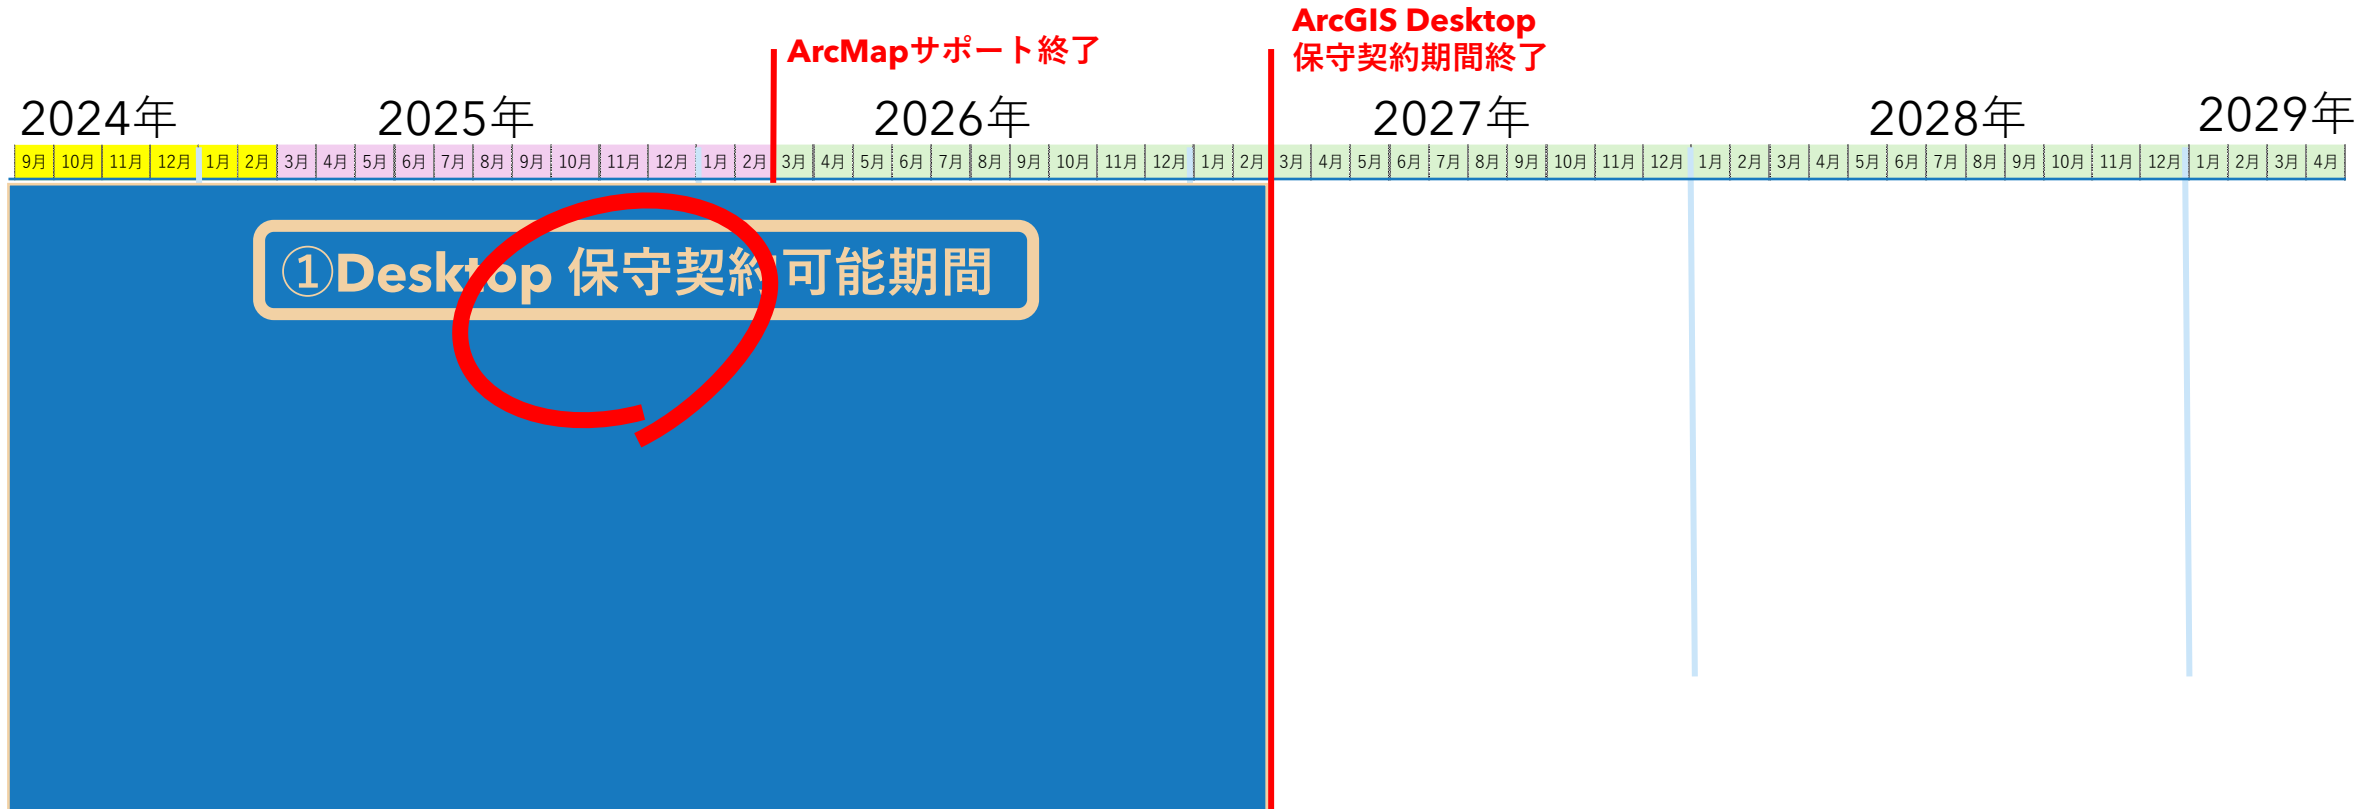 ArcGIS Desktop
保守契約期間終了
ArcMapサポート終了
2024年 2025年 2026年 2027年 2028年 2029年
9月 10月 11月 12月 1月 2月 3月 4月 5月 6月 7月 8月 9月 10月 11月 12月 1月 2月 3月 4月 5月 6月 7月 8月 9月 10月 11月 12月 1月 2月 3月 4月 5月 6月 7月 8月 9月 10月 11月 12月 1月 2月 3月 4月 5月 6月 7月 8月 9月 10月 11月 12月 1月 2月 3月 4月
①Desktop 保守契約可能期間